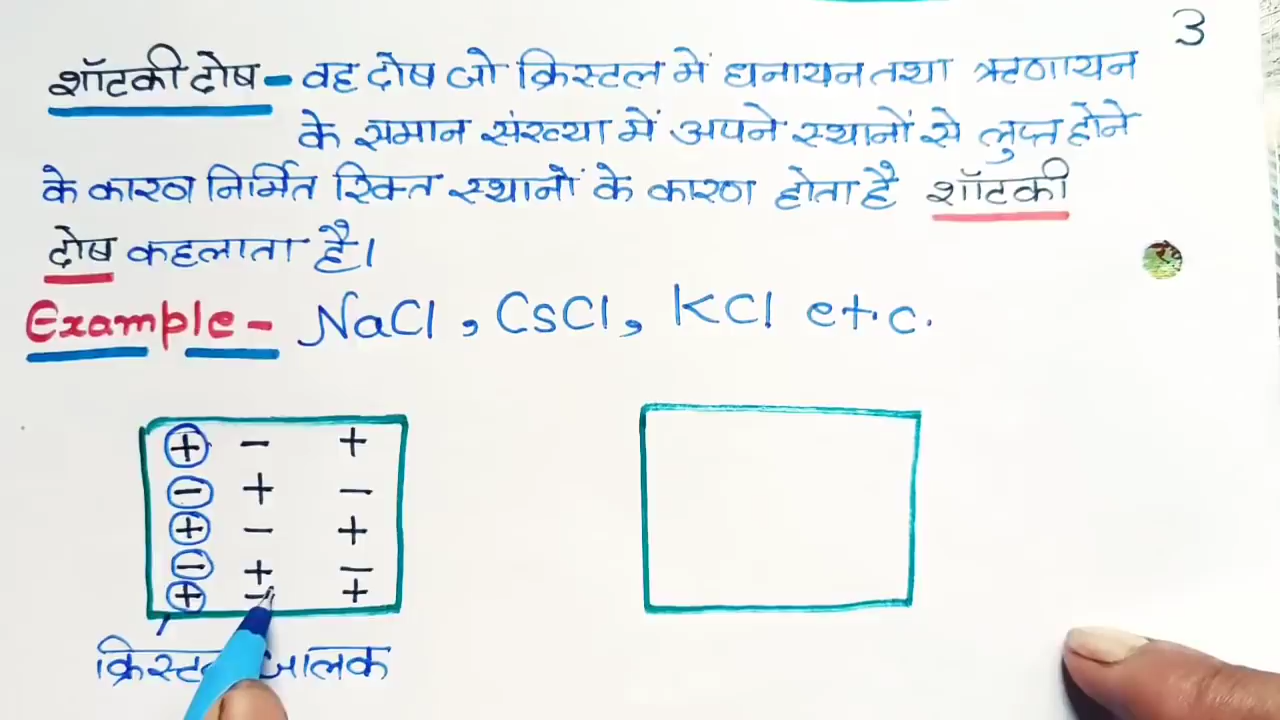 3
शॉटकी दोष - वह दोष जो क्रिस्टल में धनायन तथा ऋणायन
के समान संख्या में अपने स्थानों से लुप्त होने
के कारण निर्मित रिक्त स्थानों के कारण होता है शॉटकी
दोष कहलाता है।
Example - NaCl, CsCl, KCl etc.
+ - +
- + -
+ - +
- + -
+ - +
जालक